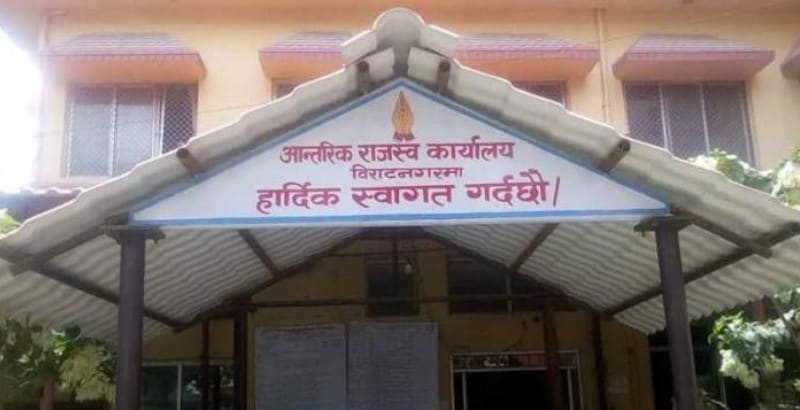 आन्तरिक राजस्व कार्यालय
विराटनगरमा
हार्दिक स्वागत गर्दछौ।